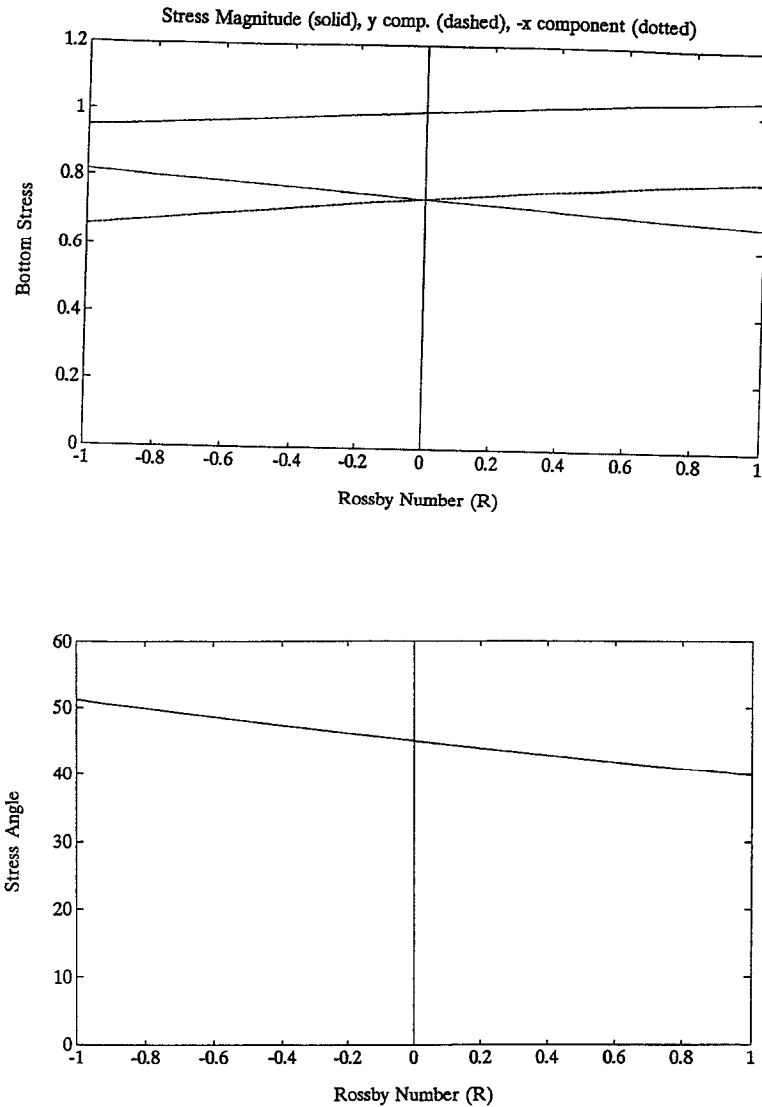 Stress Magnitude (solid), y comp. (dashed), -x component (dotted)
1.2
1
0.8
0.6
0.4
0.2
0
Bottom Stress
-1 -0.8 -0.6 -0.4 -0.2 0 0.2 0.4 0.6 0.8 1
Rossby Number (R)
60
50
40
30
20
10
0
Stress Angle
-1 -0.8 -0.6 -0.4 -0.2 0 0.2 0.4 0.6 0.8 1
Rossby Number (R)